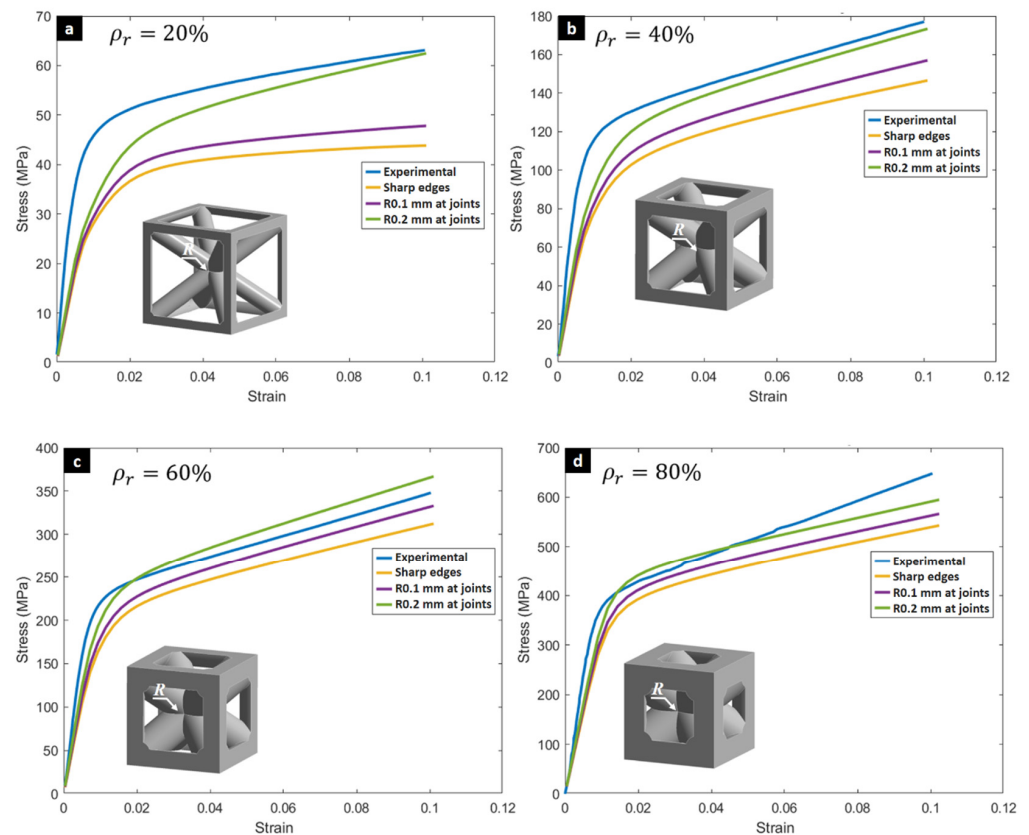 a
ρr = 20%
70
60
50
40
30
20
10
0
Stress (MPa)
Experimental
Sharp edges
R0.1 mm at joints
R0.2 mm at joints
R
0 0.02 0.04 0.06 0.08 0.1 0.12
Strain
b
ρr = 40%
180
160
140
120
100
80
60
40
20
0
Stress (MPa)
Experimental
Sharp edges
R0.1 mm at joints
R0.2 mm at joints
R
0 0.02 0.04 0.06 0.08 0.1 0.12
Strain
c
ρr = 60%
400
350
300
250
200
150
100
50
0
Stress (MPa)
Experimental
Sharp edges
R0.1 mm at joints
R0.2 mm at joints
R
0 0.02 0.04 0.06 0.08 0.1 0.12
Strain
d
ρr = 80%
700
600
500
400
300
200
100
0
Stress (MPa)
Experimental
Sharp edges
R0.1 mm at joints
R0.2 mm at joints
R
0 0.02 0.04 0.06 0.08 0.1 0.12
Strain